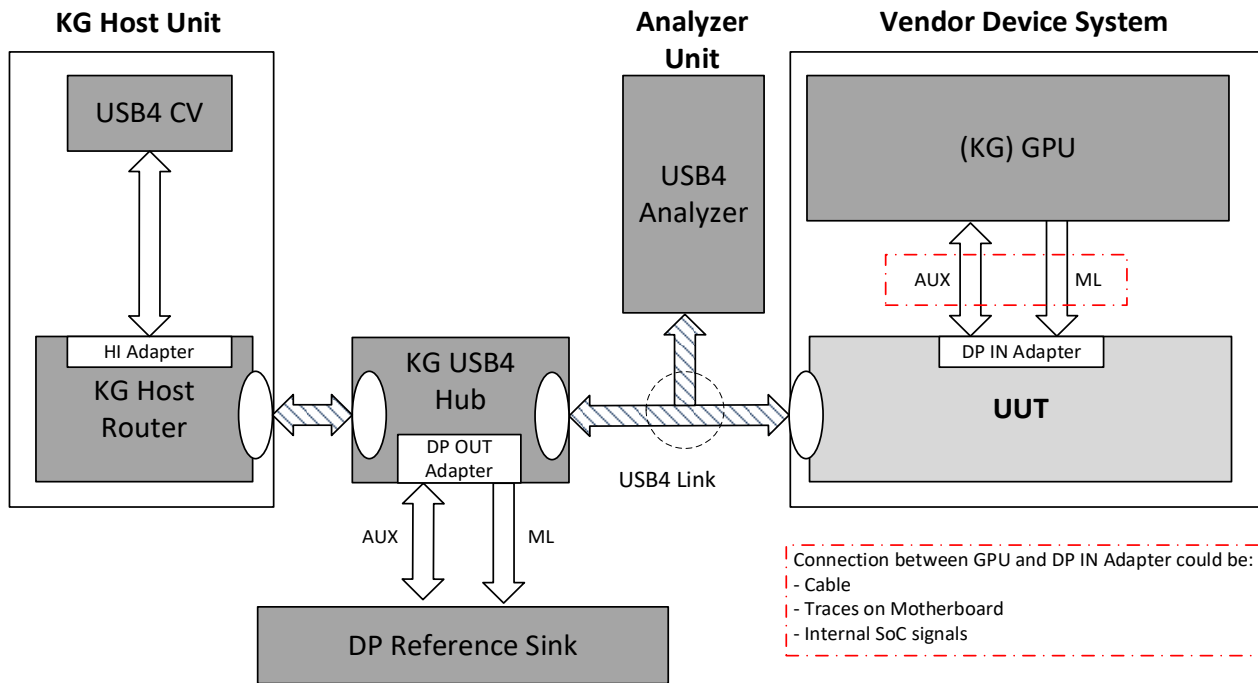 KG Host Unit
USB4 CV
HI Adapter
KG Host
Router
KG USB4
Hub
DP OUT
Adapter
AUX
ML
DP Reference Sink
Analyzer
Unit
USB4
Analyzer
USB4 Link
Vendor Device System
(KG) GPU
AUX
ML
DP IN Adapter
UUT
Connection between GPU and DP IN Adapter could be:
- Cable
- Traces on Motherboard
- Internal SoC signals